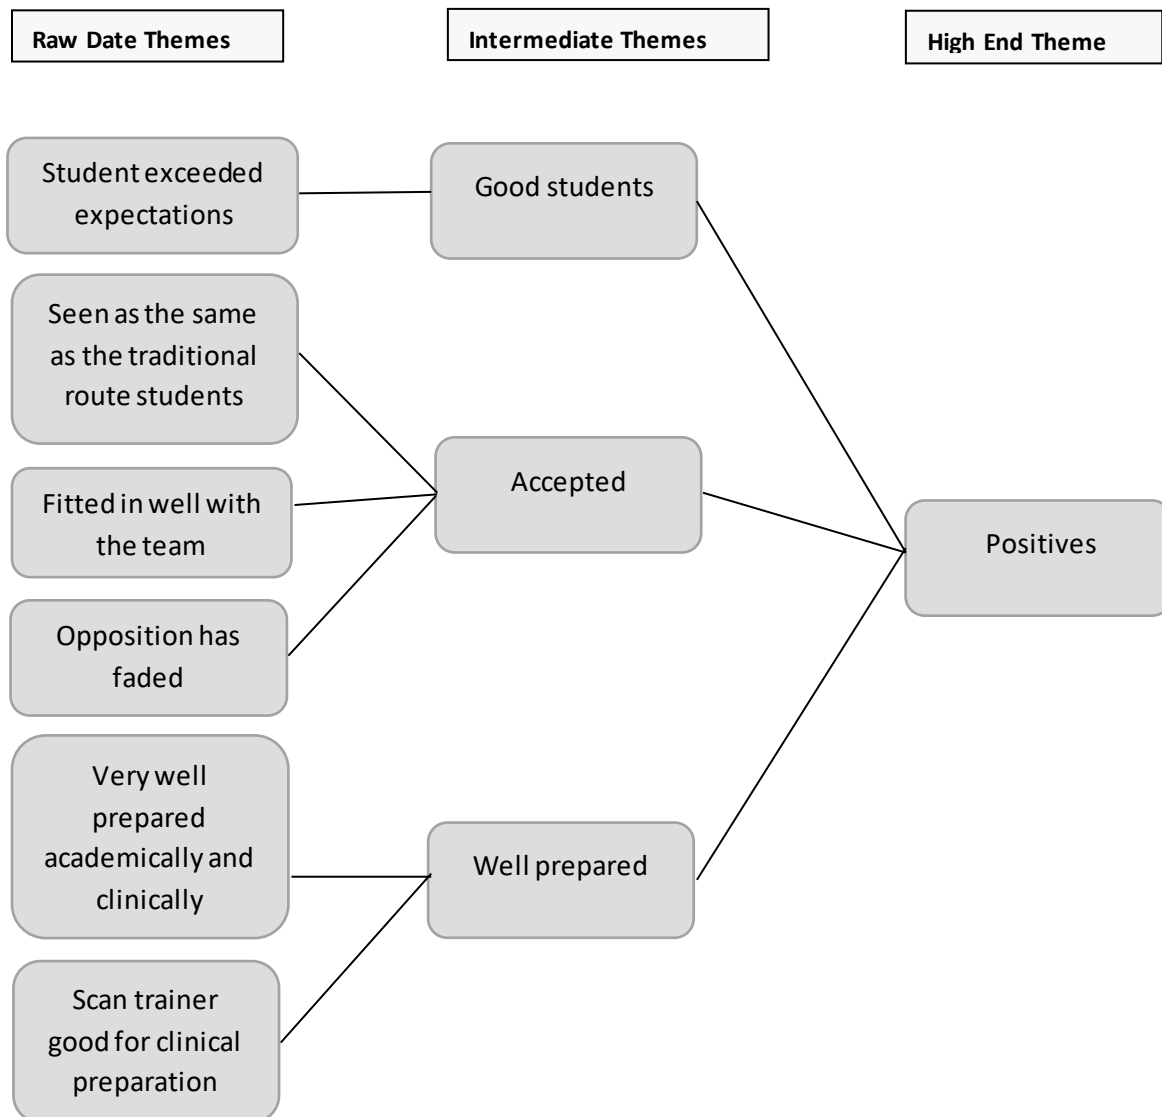 Raw Date Themes
Intermediate Themes
High End Theme
Student exceeded
expectations
Good students
Seen as the same
as the traditional
route students
Accepted
Fitted in well with
the team
Positives
Opposition has
faded
Very well
prepared
academically and
clinically
Well prepared
Scan trainer
good for clinical
preparation